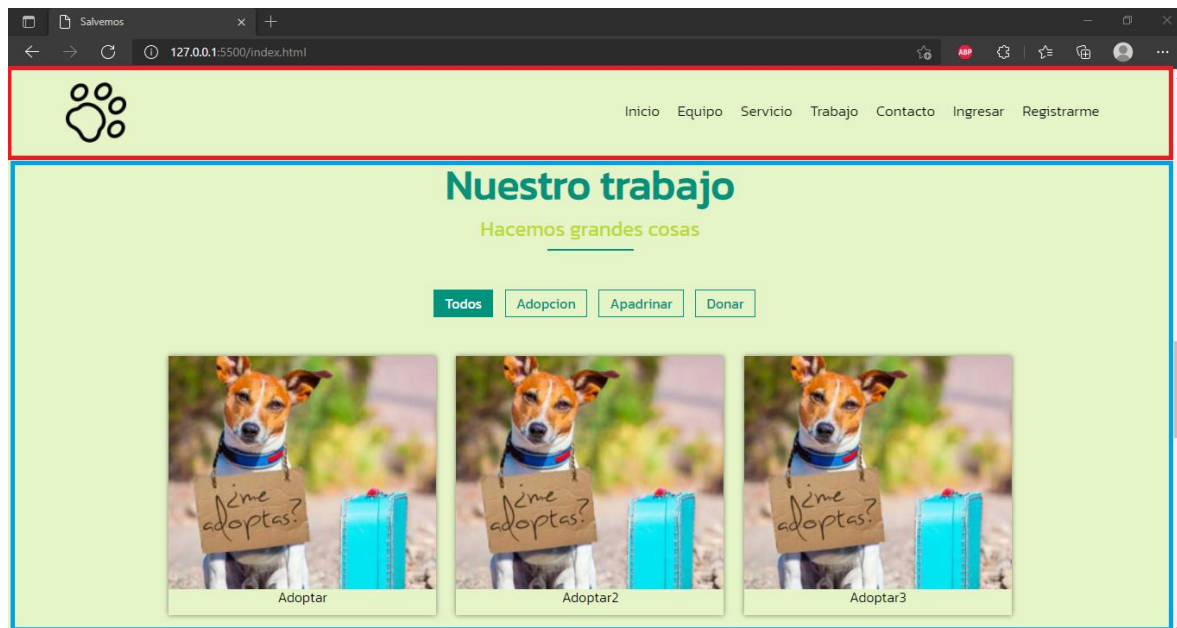 Salvemos
127.0.0.1:5500/index.html
ABP
Inicio Equipo Servicio Trabajo Contacto Ingresar Registrarme
Nuestro trabajo
Hacemos grandes cosas
Todos Adopcion Apadrinar Donar
¿me adoptas?
¿me adoptas?
¿me adoptas?
Adoptar Adoptar2 Adoptar3